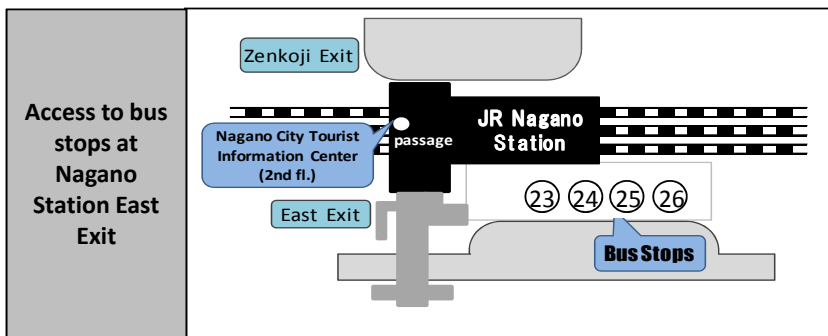 Access to bus
stops at
Nagano
Station East
Exit
Zenkoji Exit
JR Nagano
Station
passage
Nagano City Tourist
Information Center
(2nd fl.)
East Exit
23 24 25 26
Bus Stops